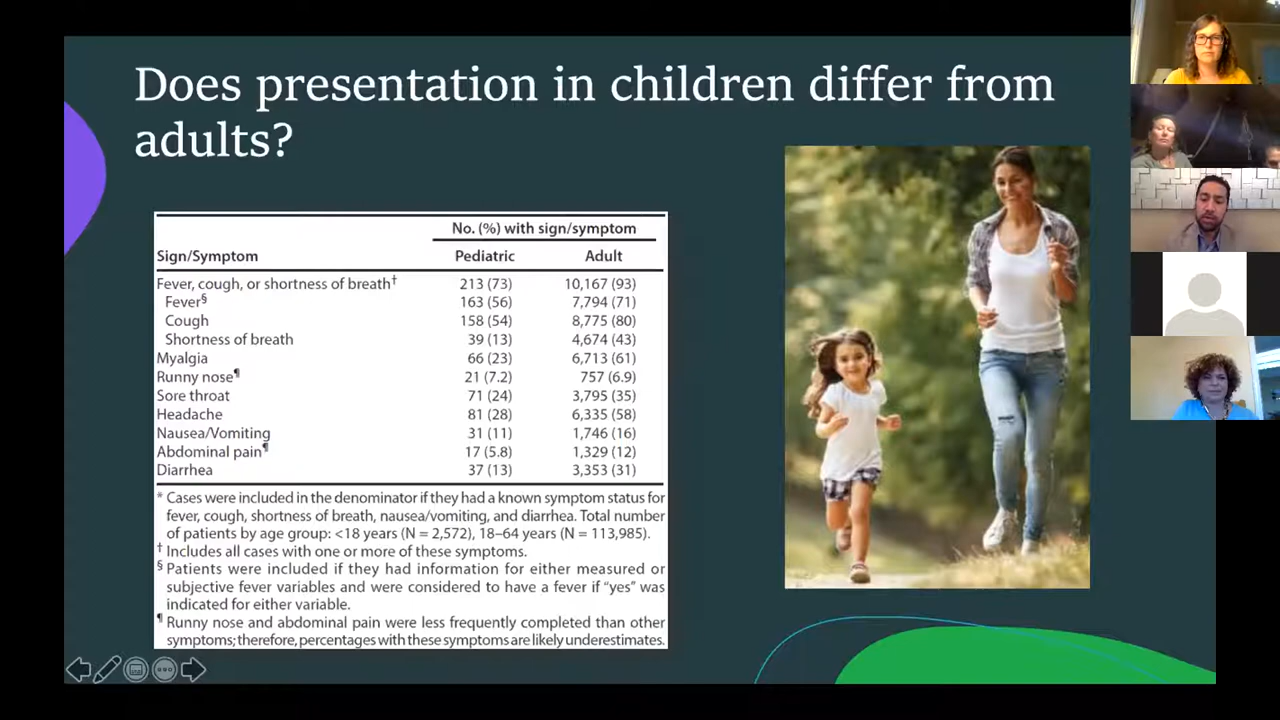 Does presentation in children differ from
adults?
No. (%) with sign/symptom
Sign/Symptom Pediatric Adult
Fever, cough, or shortness of breath† 213 (73) 10,167 (93)
Fever§ 163 (56) 7,794 (71)
Cough 158 (54) 8,775 (80)
Shortness of breath 39 (13) 4,674 (43)
Myalgia 66 (23) 6,713 (61)
Runny nose¶ 21 (7.2) 757 (6.9)
Sore throat 71 (24) 3,795 (35)
Headache 81 (28) 6,335 (58)
Nausea/Vomiting 31 (11) 1,746 (16)
Abdominal pain¶ 17 (5.8) 1,329 (12)
Diarrhea 37 (13) 3,353 (31)
* Cases were included in the denominator if they had a known symptom status for
fever, cough, shortness of breath, nausea/vomiting, and diarrhea. Total number
of patients by age group: <18 years (N = 2,572), 18–64 years (N = 113,985).
† Includes all cases with one or more of these symptoms.
§ Patients were included if they had information for either measured or
subjective fever variables and were considered to have a fever if “yes” was
indicated for either variable.
¶ Runny nose and abdominal pain were less frequently completed than other
symptoms; therefore, percentages with these symptoms are likely underestimates.